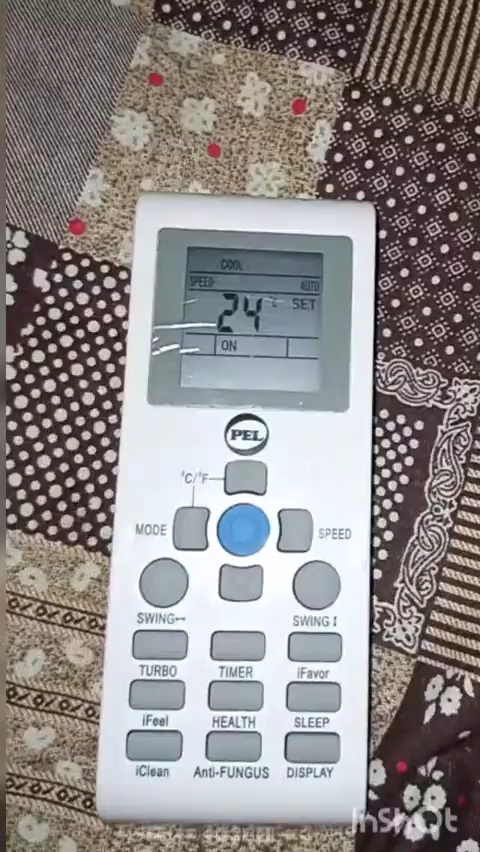 COOL
SPEED AUTO
24 °C SET
ON
PEL
°C/°F
MODE SPEED
SWING↔ SWING↕
TURBO TIMER iFavor
iFeel HEALTH SLEEP
iClean Anti-FUNGUS DISPLAY
InShot